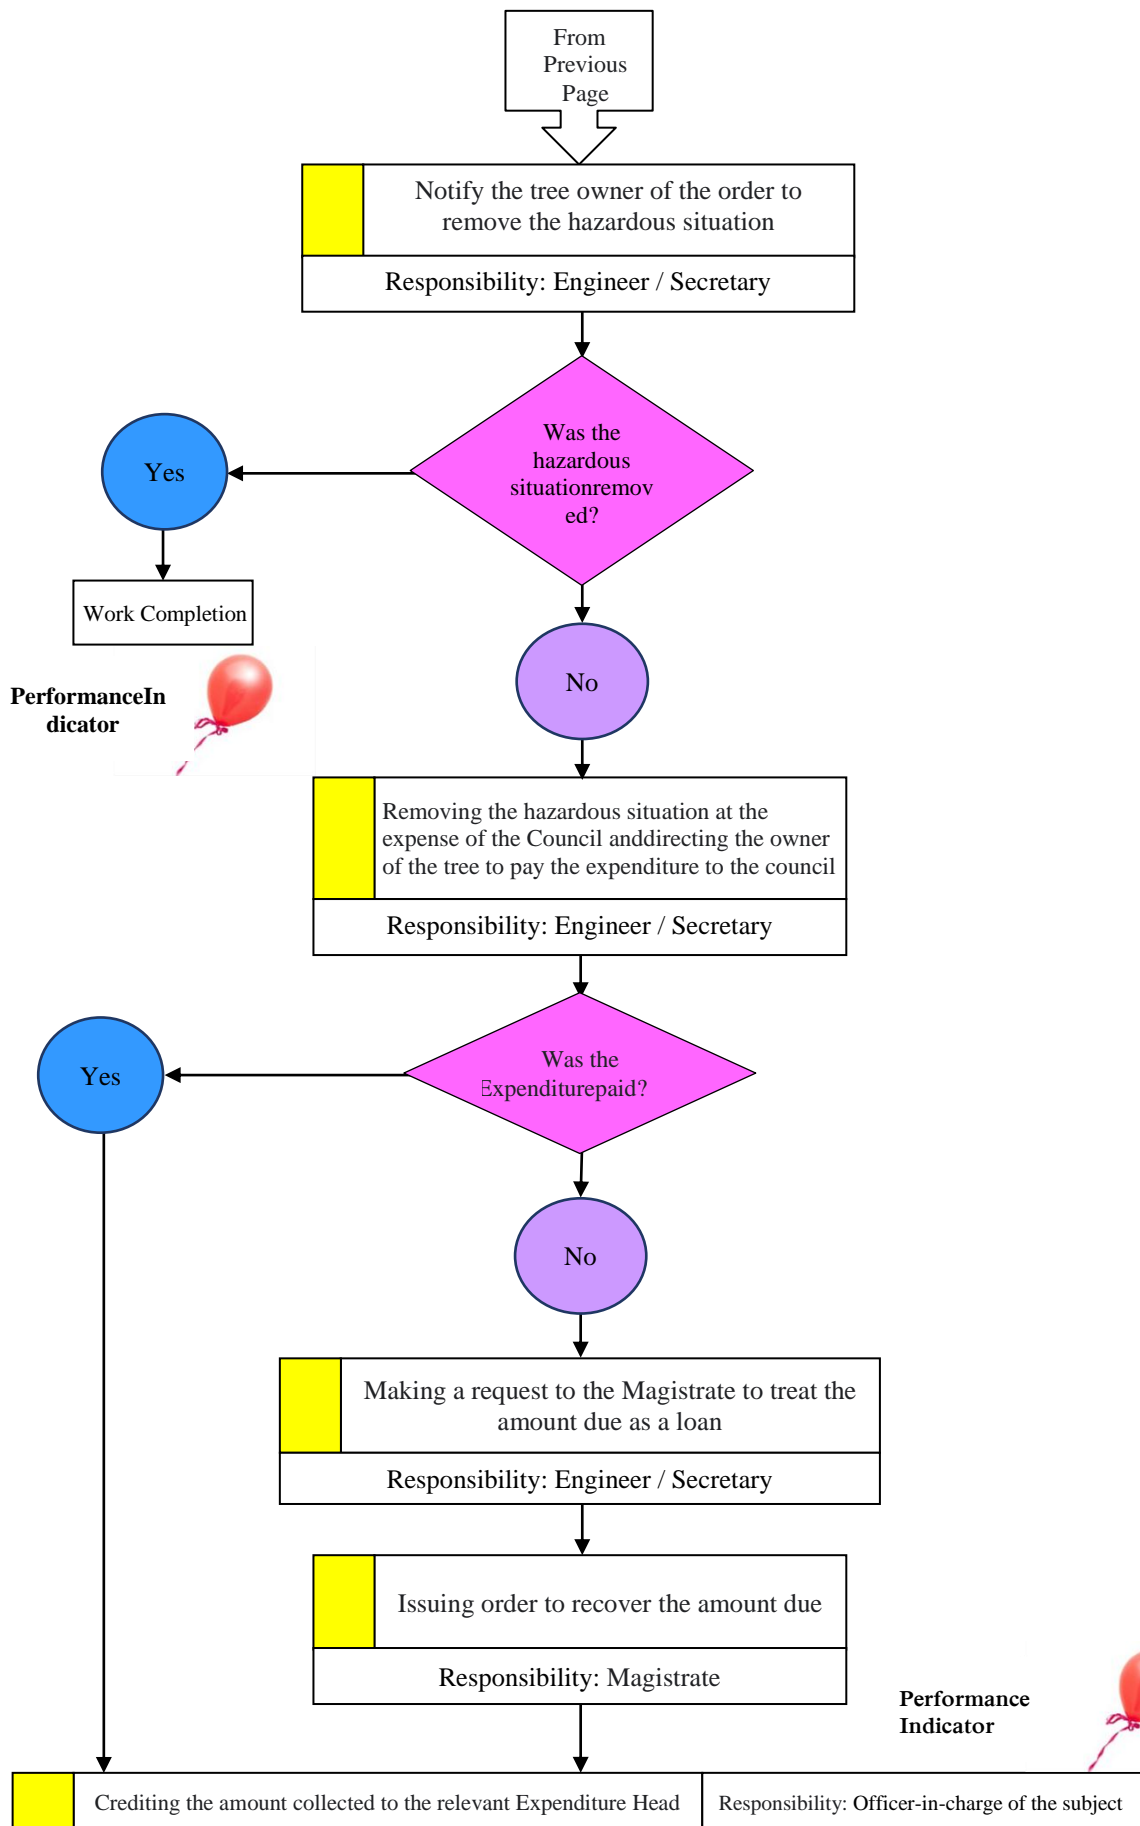 From
Previous
Page
Notify the tree owner of the order to
remove the hazardous situation
Responsibility: Engineer / Secretary
Was the
hazardous
situationremov
ed?
Yes
Work Completion
No
PerformanceIn
dicator
Removing the hazardous situation at the
expense of the Council anddirecting the owner
of the tree to pay the expenditure to the council
Responsibility: Engineer / Secretary
Was the
Expenditurepaid?
Yes
No
Making a request to the Magistrate to treat the
amount due as a loan
Responsibility: Engineer / Secretary
Issuing order to recover the amount due
Responsibility: Magistrate
Performance
Indicator
Crediting the amount collected to the relevant Expenditure Head
Responsibility: Officer-in-charge of the subject